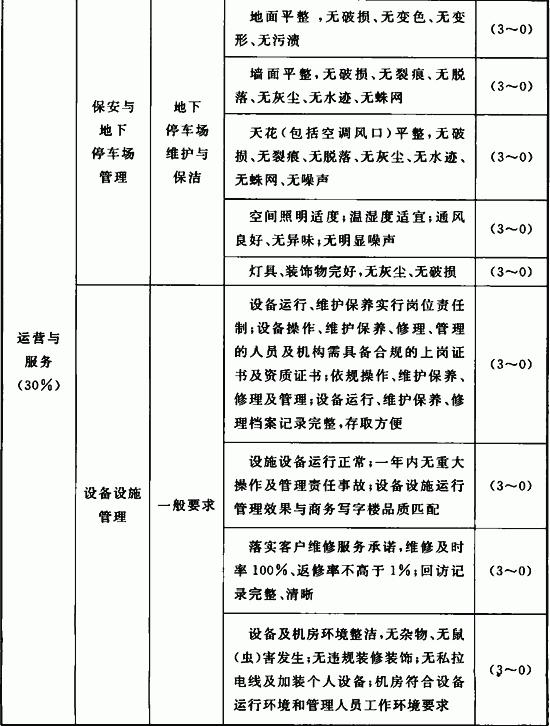 运营与
服务
(30%)
保安与
地下
停车场
管理
地下
停车场
维护与
保洁
地面平整,无破损、无变色、无变
形、无污渍
(3～0)
墙面平整,无破损、无裂痕、无脱
落、无灰尘、无水迹、无蛛网
(3～0)
天花(包括空调风口)平整,无破
损、无裂痕、无脱落、无灰尘、无水迹、
无蛛网、无噪声
(3～0)
空间照明适度;温湿度适宜;通风
良好、无异味;无明显噪声
(3～0)
灯具、装饰物完好,无灰尘、无破损
(3～0)
设备设施
管理
一般要求
设备运行、维护保养实行岗位责任
制;设备操作、维护保养、修理、管理
的人员及机构需具备合规的上岗证
书及资质证书;依规操作、维护保养、
修理及管理;设备运行、维护保养、修
理档案记录完整,存取方便
(3～0)
设施设备运行正常;一年内无重大
操作及管理责任事故;设备设施运行
管理效果与商务写字楼品质匹配
(3～0)
落实客户维修服务承诺,维修及时
率100%、返修率不高于1%;回访记
录完整、清晰
(3～0)
设备及机房环境整洁,无杂物、无鼠
(虫)害发生;无违规装修装饰;无私拉
电线及加装个人设备;机房符合设备
运行环境和管理人员工作环境要求
(3～0)